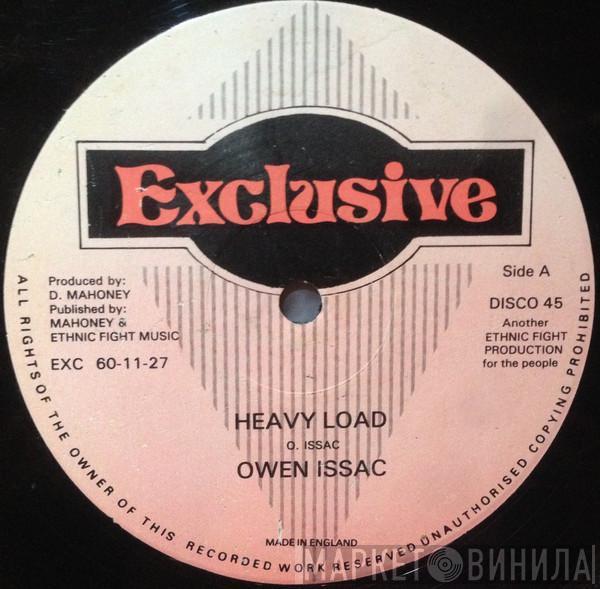 Exclusive
Produced by:
D. MAHONEY
Published by:
MAHONEY &
ETHNIC FIGHT MUSIC
EXC 60-11-27
Side A
DISCO 45
Another
ETHNIC FIGHT
PRODUCTION
for the people
HEAVY LOAD
O. ISSAC
OWEN ISSAC
MADE IN ENGLAND
ALL RIGHTS OF THE OWNER OF THIS RECORDED WORK RESERVED UNAUTHORISED COPYING PROHIBITED
МАРКЕТ ВИНИЛА